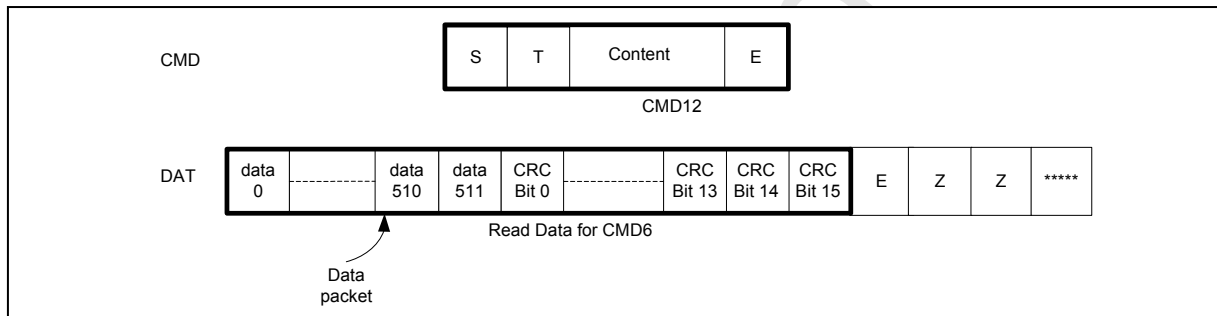 CMD S T Content E
CMD12
DAT data 0 data 510 data 511 CRC Bit 0 CRC Bit 13 CRC Bit 14 CRC Bit 15 E Z Z *****
Read Data for CMD6
Data
packet